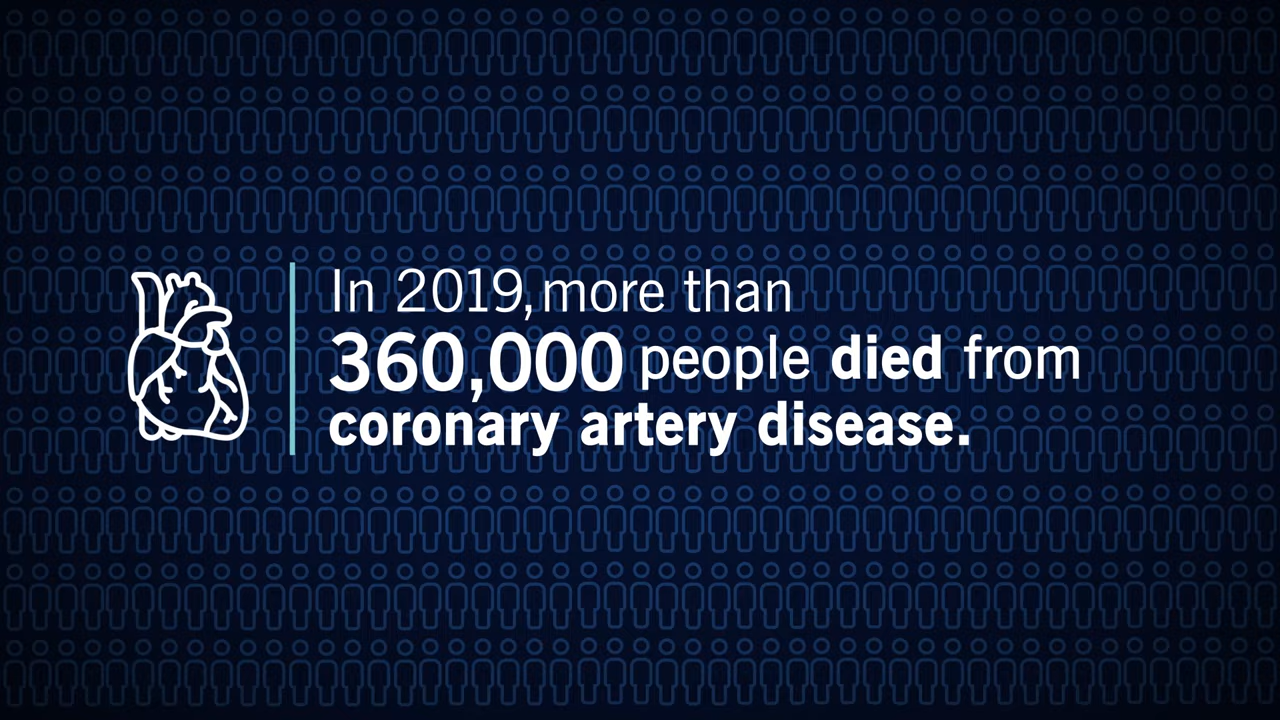 In 2019, more than
360,000 people died from
coronary artery disease.